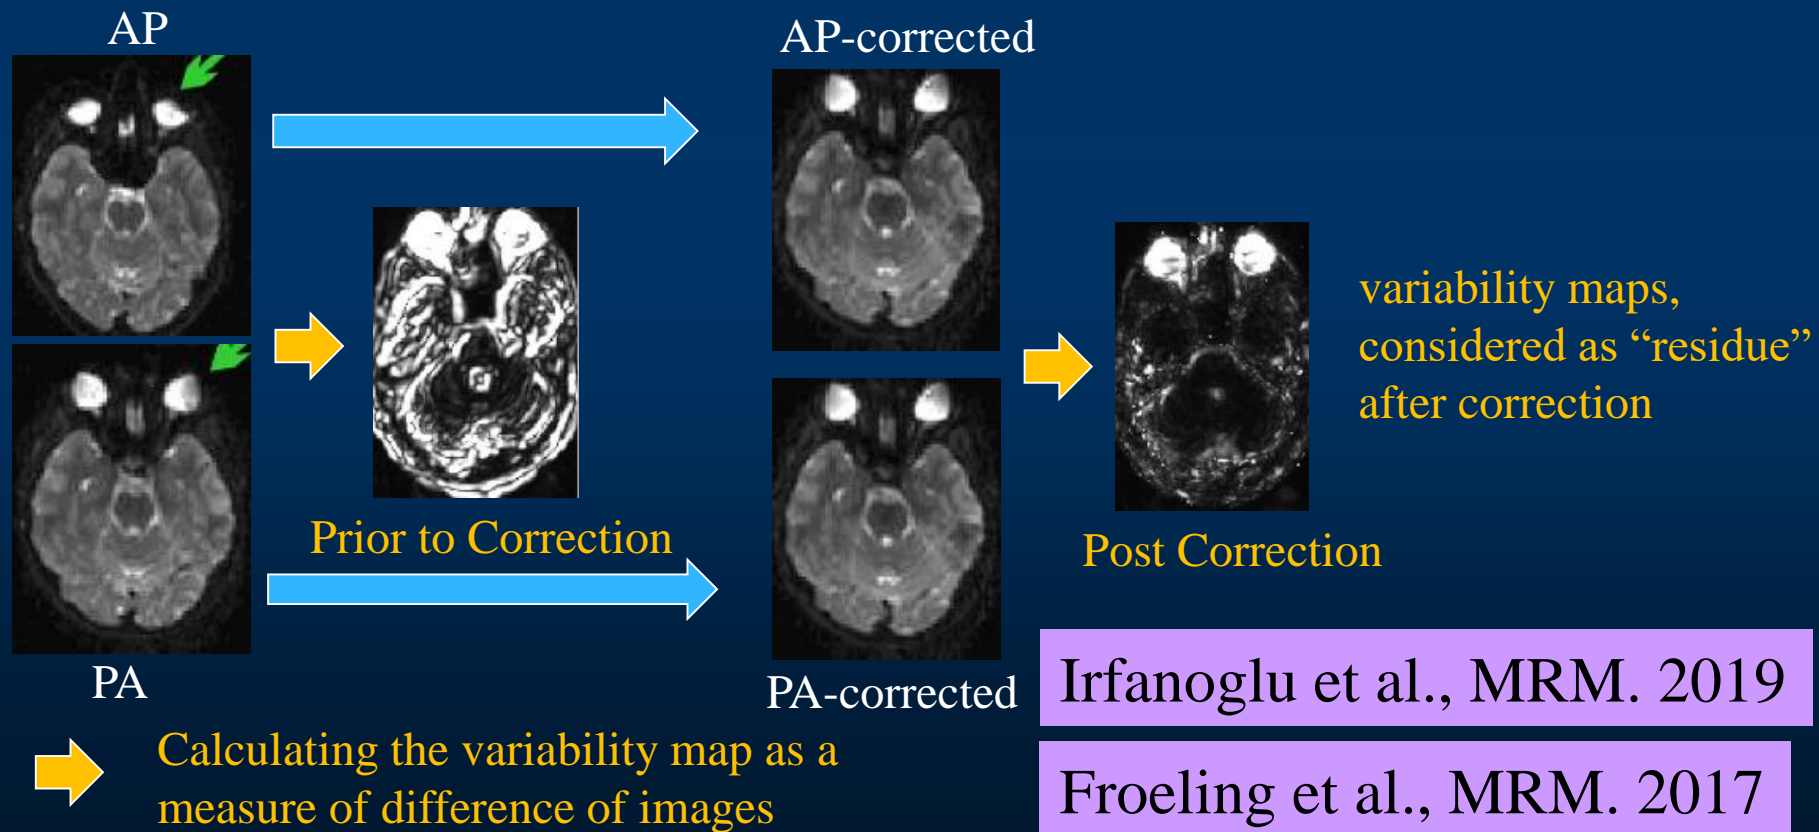 AP
AP-corrected
variability maps,
considered as “residue”
after correction
Prior to Correction
Post Correction
PA
PA-corrected
Irfanoglu et al., MRM. 2019
Calculating the variability map as a
measure of difference of images
Froeling et al., MRM. 2017